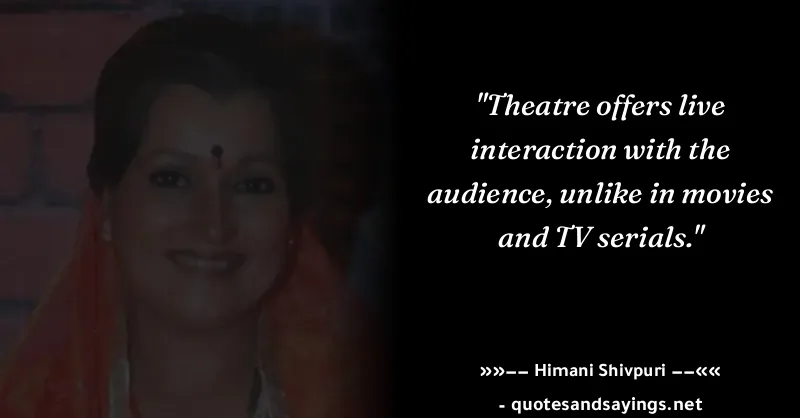 "Theatre offers live
interaction with the
audience, unlike in movies
and TV serials."
»»–– Himani Shivpuri ––««
- quotesandsayings.net